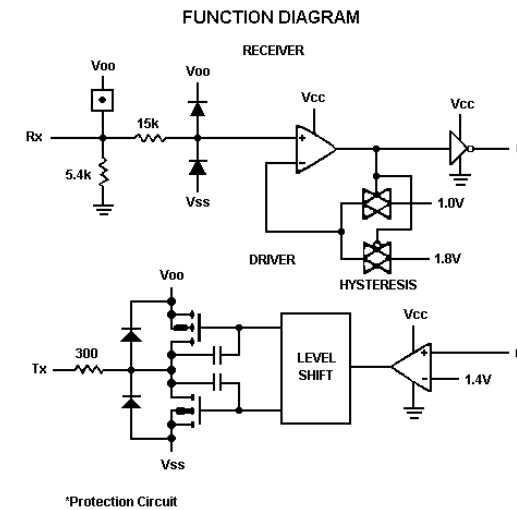 FUNCTION DIAGRAM
RECEIVER
Voo
Voo
Vcc
Vcc
Rx
15k
5.4k
Vss
1.0V
1.8V
DRIVER
HYSTERESIS
Voo
Vcc
300
Tx
LEVEL
SHIFT
1.4V
Vss
*Protection Circuit